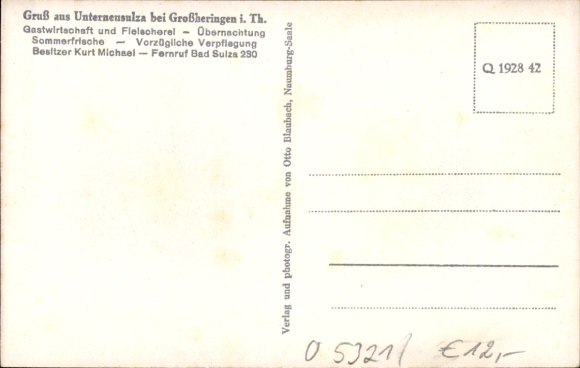 Gruß aus Unterneusulza bei Großheringen i. Th.
Gastwirtschaft und Fleischerei — Übernachtung
Sommerfrische — Vorzügliche Verpflegung
Besitzer Kurt Michael — Fernruf Bad Sulza 230
Verlag und photogr. Aufnahme von Otto Blaubach, Naumburg-Saale
Q 1928 42
O 5321/ € 12,-